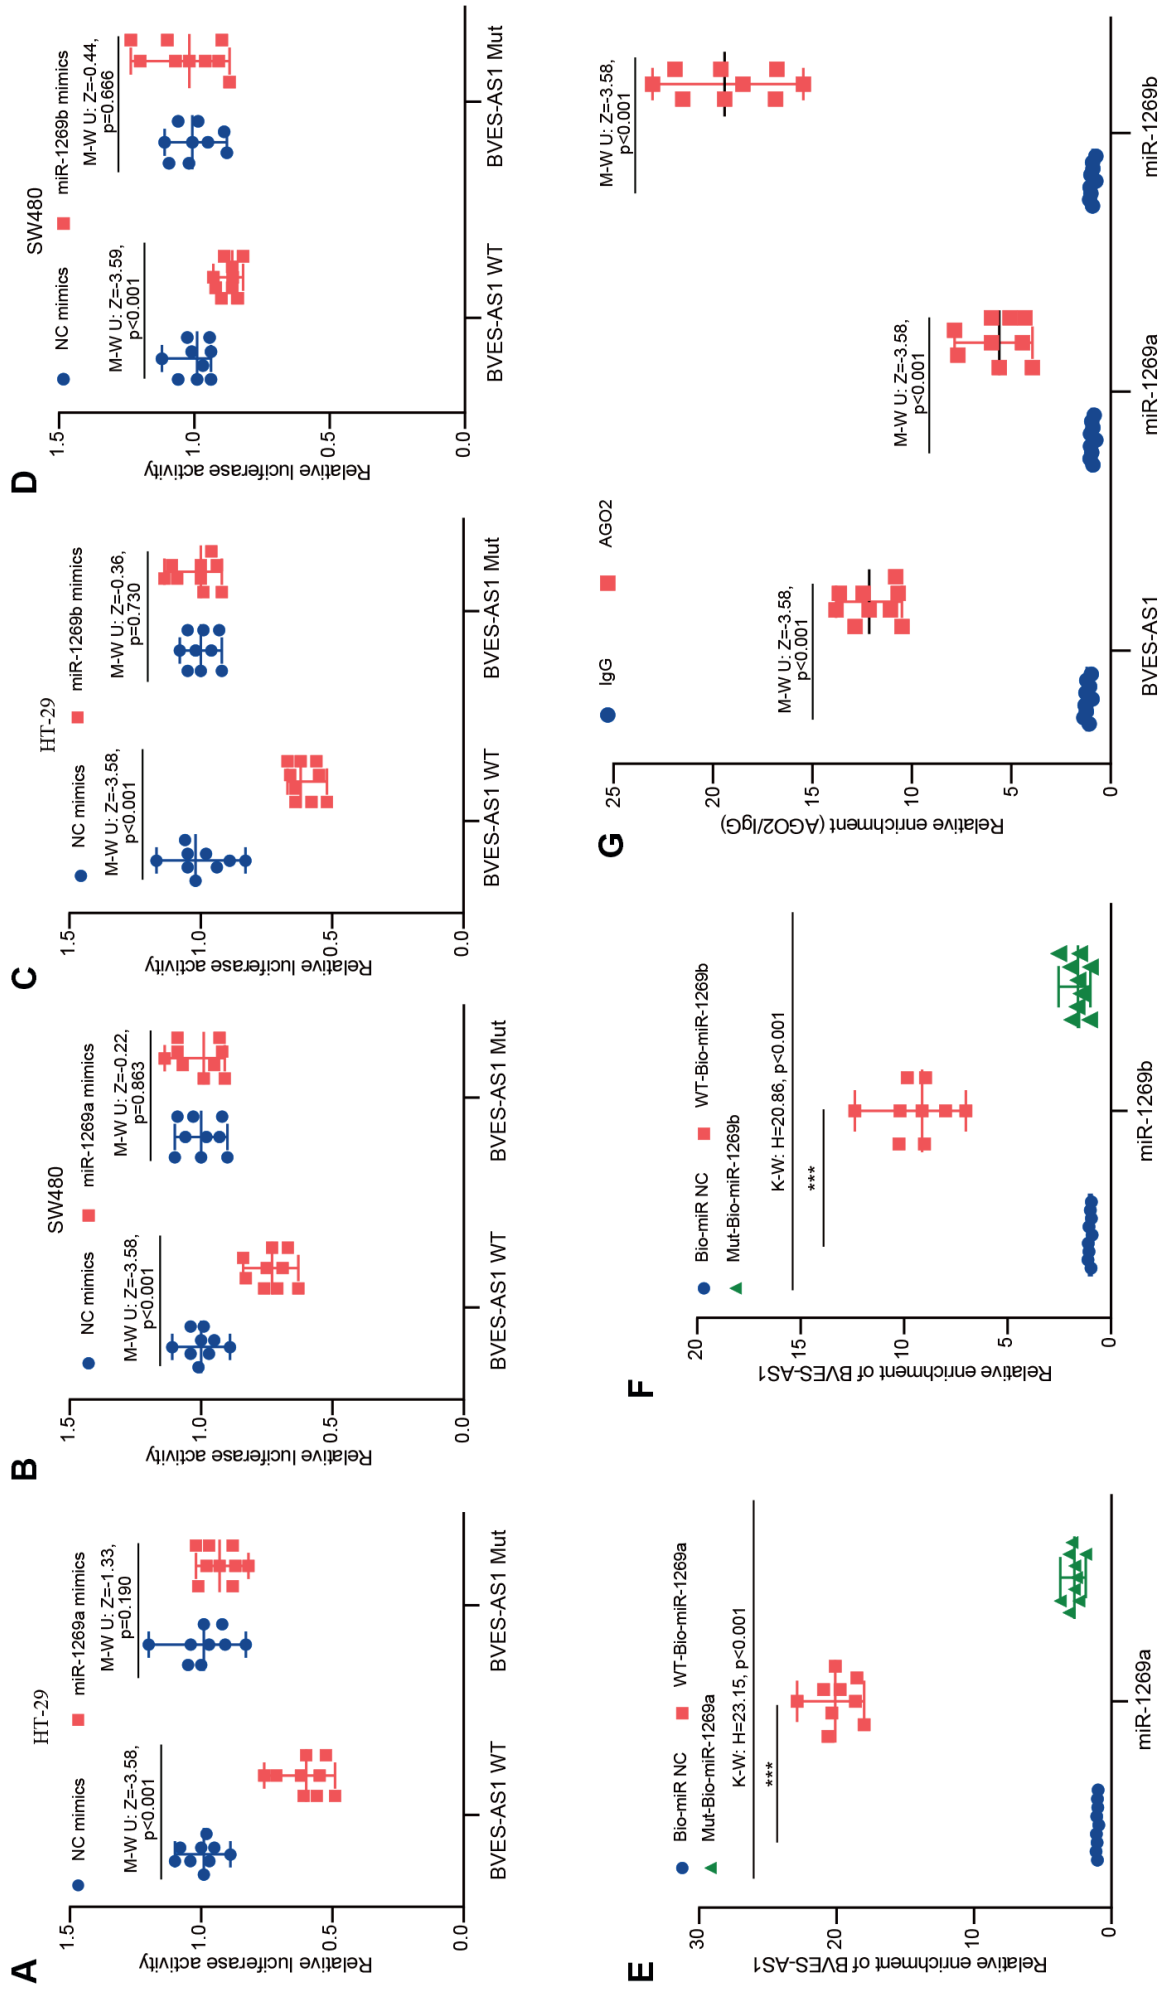 A
HT-29
NC mimics
miR-1269a mimics
M-W U: Z=-3.58,
p<0.001
M-W U: Z=-1.33,
p=0.190
Relative luciferase activity
1.5
1.0
0.5
0.0
BVES-AS1 WT
BVES-AS1 Mut
B
SW480
NC mimics
miR-1269a mimics
M-W U: Z=-3.58,
p<0.001
M-W U: Z=-0.22,
p=0.863
Relative luciferase activity
1.5
1.0
0.5
0.0
BVES-AS1 WT
BVES-AS1 Mut
C
HT-29
NC mimics
miR-1269b mimics
M-W U: Z=-3.58,
p<0.001
M-W U: Z=-0.36,
p=0.730
Relative luciferase activity
1.5
1.0
0.5
0.0
BVES-AS1 WT
BVES-AS1 Mut
D
SW480
NC mimics
miR-1269b mimics
M-W U: Z=-3.59,
p<0.001
M-W U: Z=-0.44,
p=0.666
Relative luciferase activity
1.5
1.0
0.5
0.0
BVES-AS1 WT
BVES-AS1 Mut
E
Bio-miR NC
WT-Bio-miR-1269a
Mut-Bio-miR-1269a
K-W: H=23.15, p<0.001
***
Relative enrichment of BVES-AS1
30
20
10
0
miR-1269a
F
Bio-miR NC
WT-Bio-miR-1269b
Mut-Bio-miR-1269b
K-W: H=20.86, p<0.001
***
Relative enrichment of BVES-AS1
20
15
10
5
0
miR-1269b
G
IgG
AGO2
M-W U: Z=-3.58,
p<0.001
M-W U: Z=-3.58,
p<0.001
M-W U: Z=-3.58,
p<0.001
Relative enrichment (AGO2/IgG)
25
20
15
10
5
0
BVES-AS1
miR-1269a
miR-1269b